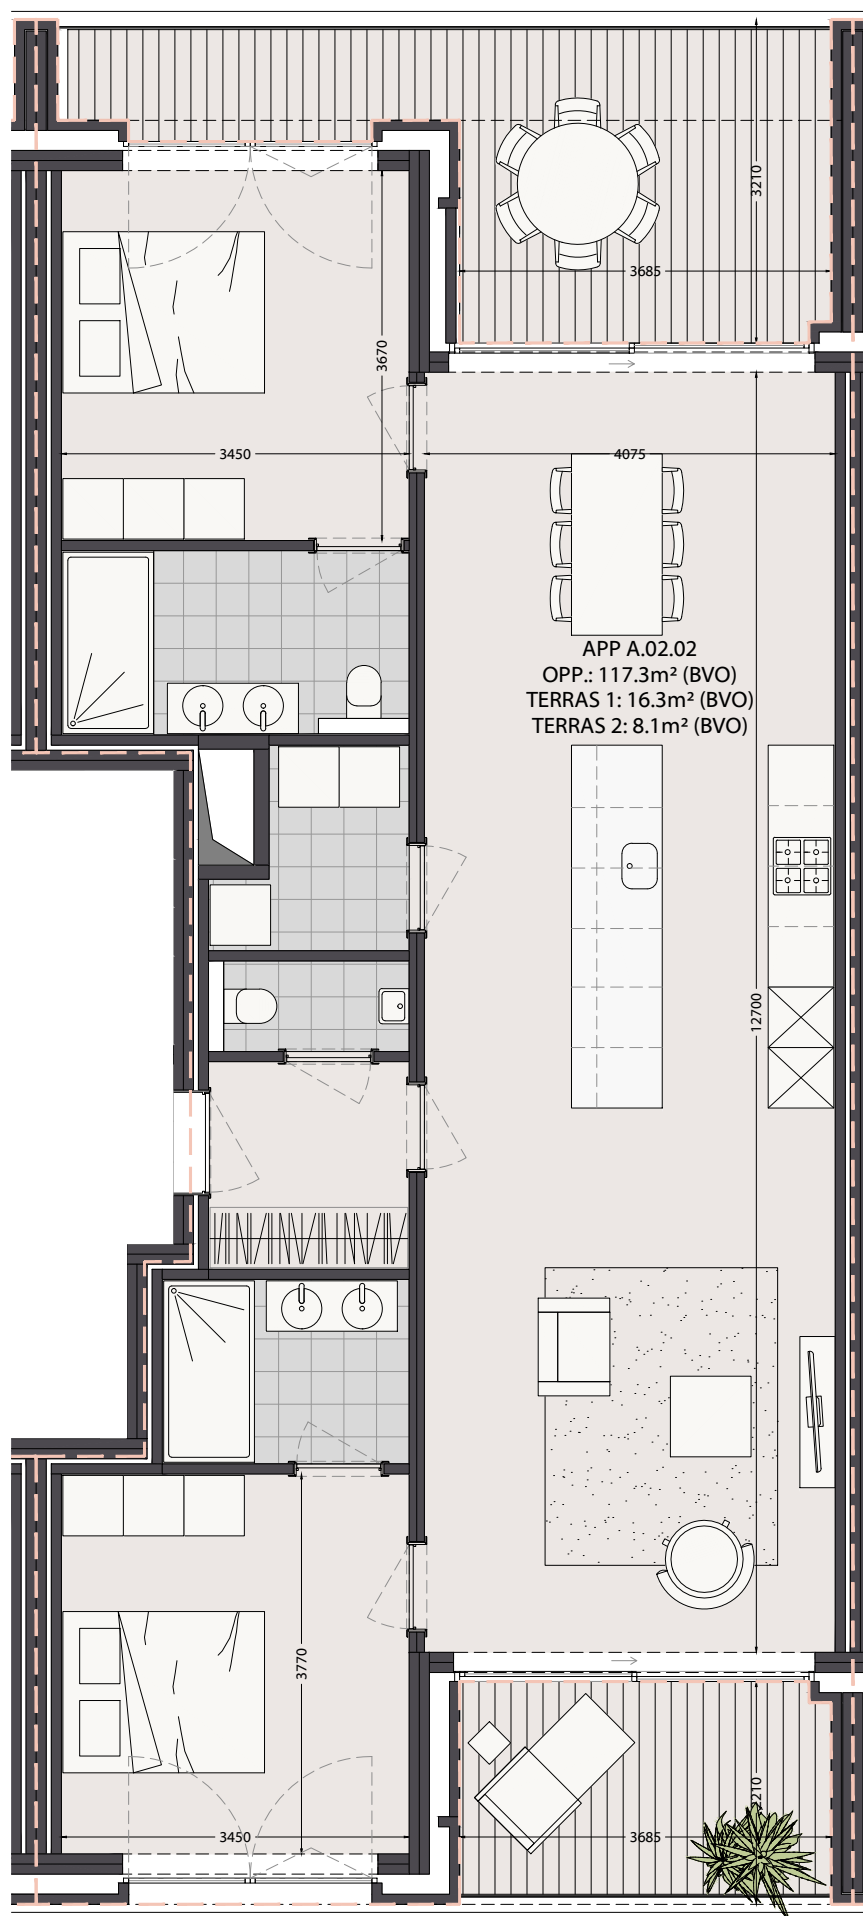 3210
3685
3670
3450
4075
APP A.02.02
OPP.: 117.3m² (BVO)
TERRAS 1: 16.3m² (BVO)
TERRAS 2: 8.1m² (BVO)
12700
3770
3450
3685